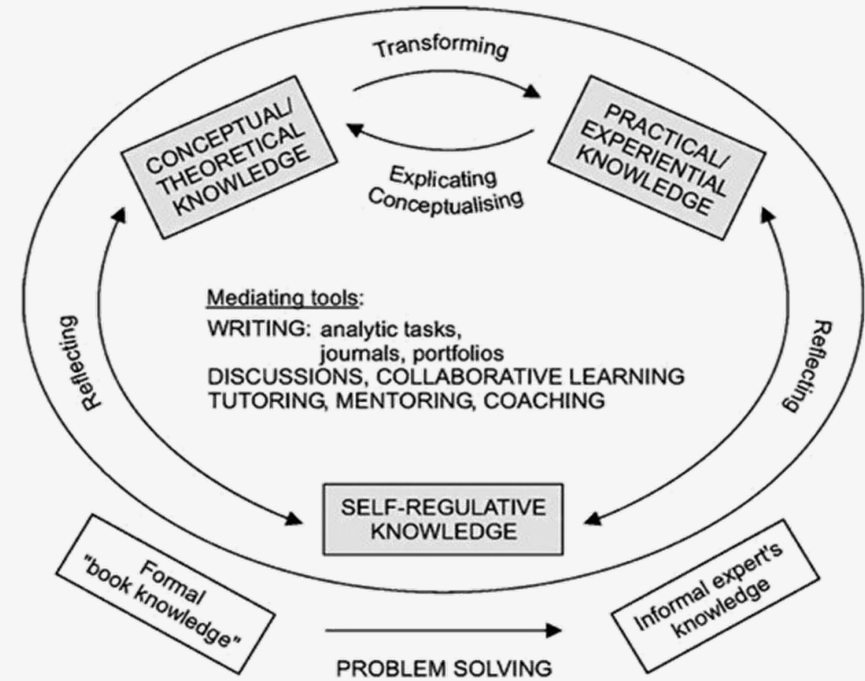 Transforming
CONCEPTUAL/
THEORETICAL
KNOWLEDGE
PRACTICAL/
EXPERIENTIAL
KNOWLEDGE
Explicating
Conceptualising
Mediating tools:
WRITING: analytic tasks,
journals, portfolios
DISCUSSIONS, COLLABORATIVE LEARNING
TUTORING, MENTORING, COACHING
Reflecting
Reflecting
SELF-REGULATIVE
KNOWLEDGE
Formal
"book knowledge"
Informal expert's
knowledge
PROBLEM SOLVING